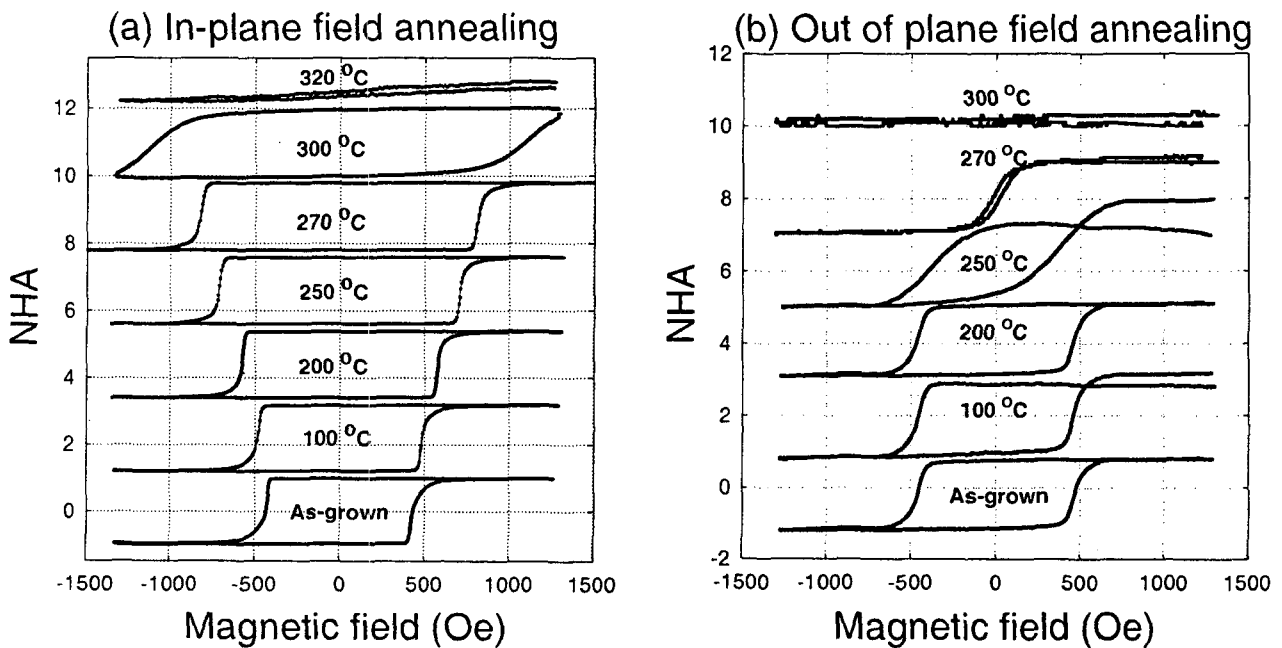 (a) In-plane field annealing
320 °C
300 °C
270 °C
250 °C
200 °C
100 °C
As-grown
12
10
8
6
4
2
0
NHA
-1500 -1000 -500 0 500 1000 1500
Magnetic field (Oe)
(b) Out of plane field annealing
300 °C
270 °C
250 °C
200 °C
100 °C
As-grown
12
10
8
6
4
2
0
-2
NHA
-1500 -1000 -500 0 500 1000 1500
Magnetic field (Oe)